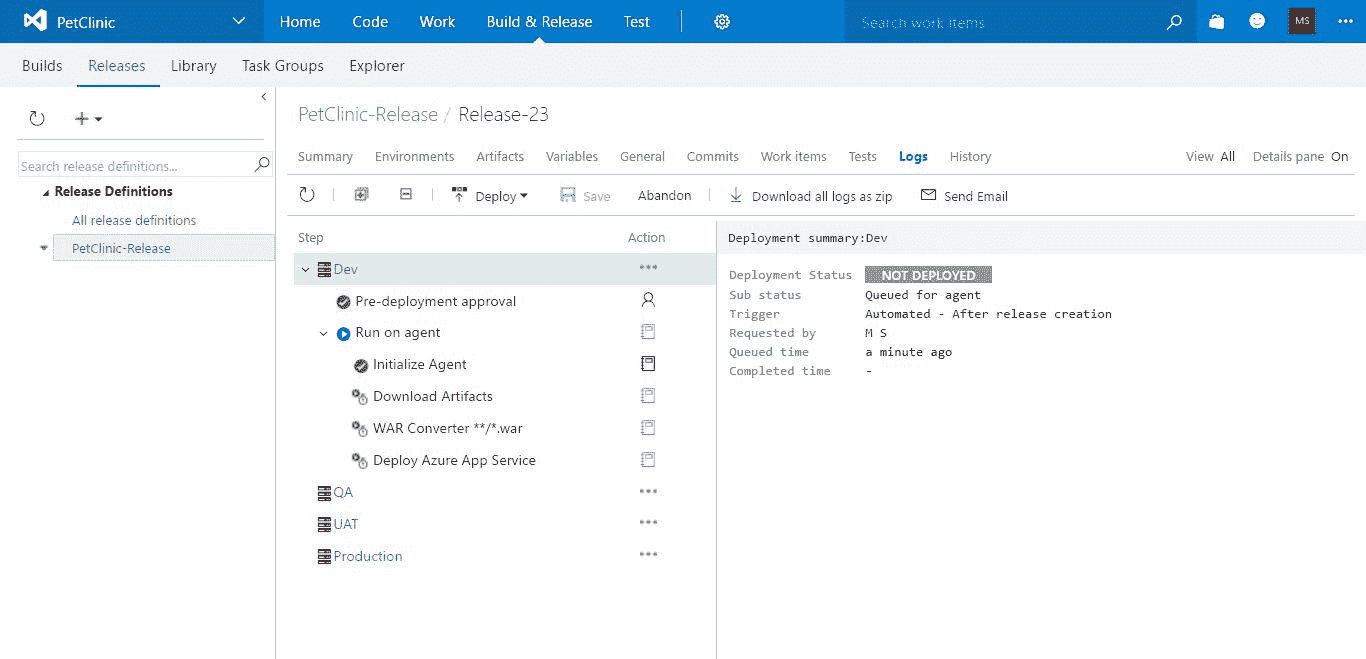 PetClinic Home Code Work Build & Release Test Search work items MS
Builds Releases Library Task Groups Explorer
PetClinic-Release / Release-23
Search release definitions...
Release Definitions
All release definitions
PetClinic-Release
Summary Environments Artifacts Variables General Commits Work items Tests Logs History View All Details pane On
Deploy Save Abandon Download all logs as zip Send Email
Step Action
Dev
Pre-deployment approval
Run on agent
Initialize Agent
Download Artifacts
WAR Converter **/*.war
Deploy Azure App Service
QA
UAT
Production
Deployment summary:Dev
Deployment Status NOT DEPLOYED
Sub status Queued for agent
Trigger Automated - After release creation
Requested by M S
Queued time a minute ago
Completed time -